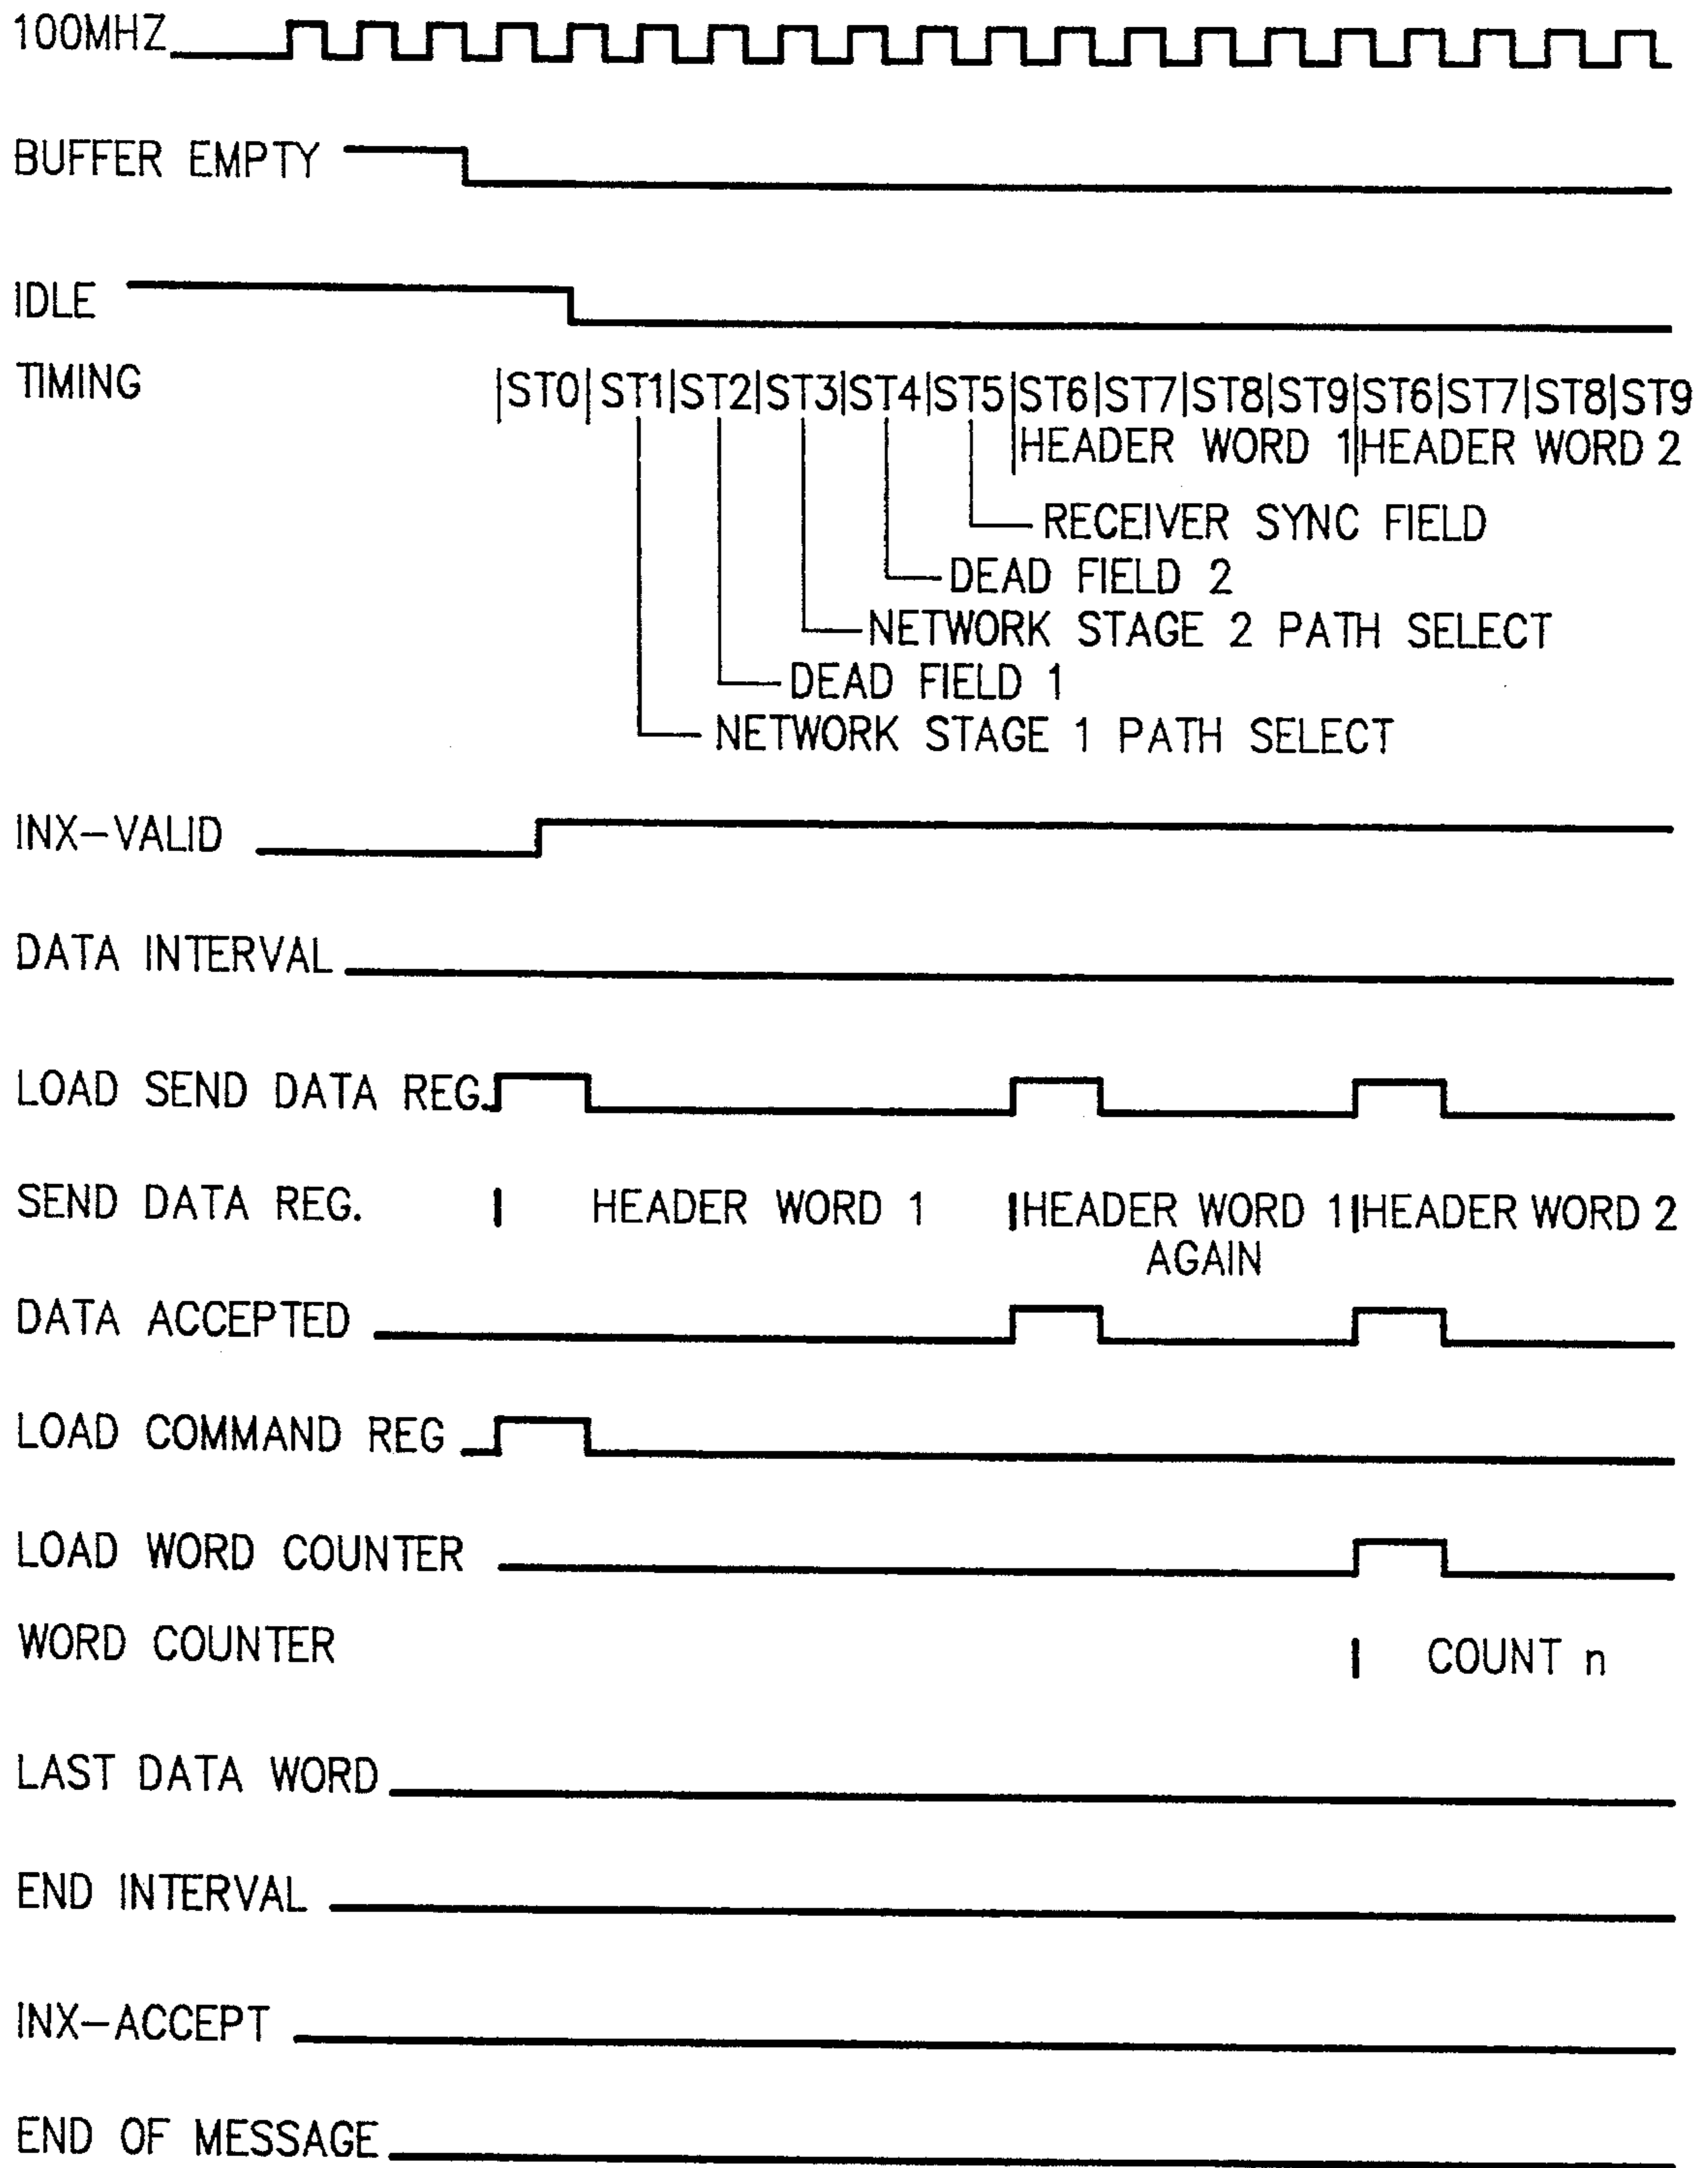 100MHZ
BUFFER EMPTY
IDLE
TIMING |ST0|ST1|ST2|ST3|ST4|ST5|ST6|ST7|ST8|ST9|ST6|ST7|ST8|ST9
|HEADER WORD 1|HEADER WORD 2
RECEIVER SYNC FIELD
DEAD FIELD 2
NETWORK STAGE 2 PATH SELECT
DEAD FIELD 1
NETWORK STAGE 1 PATH SELECT
INX-VALID
DATA INTERVAL
LOAD SEND DATA REG.
SEND DATA REG. | HEADER WORD 1 |HEADER WORD 1|HEADER WORD 2
AGAIN
DATA ACCEPTED
LOAD COMMAND REG
LOAD WORD COUNTER
WORD COUNTER | COUNT n
LAST DATA WORD
END INTERVAL
INX-ACCEPT
END OF MESSAGE